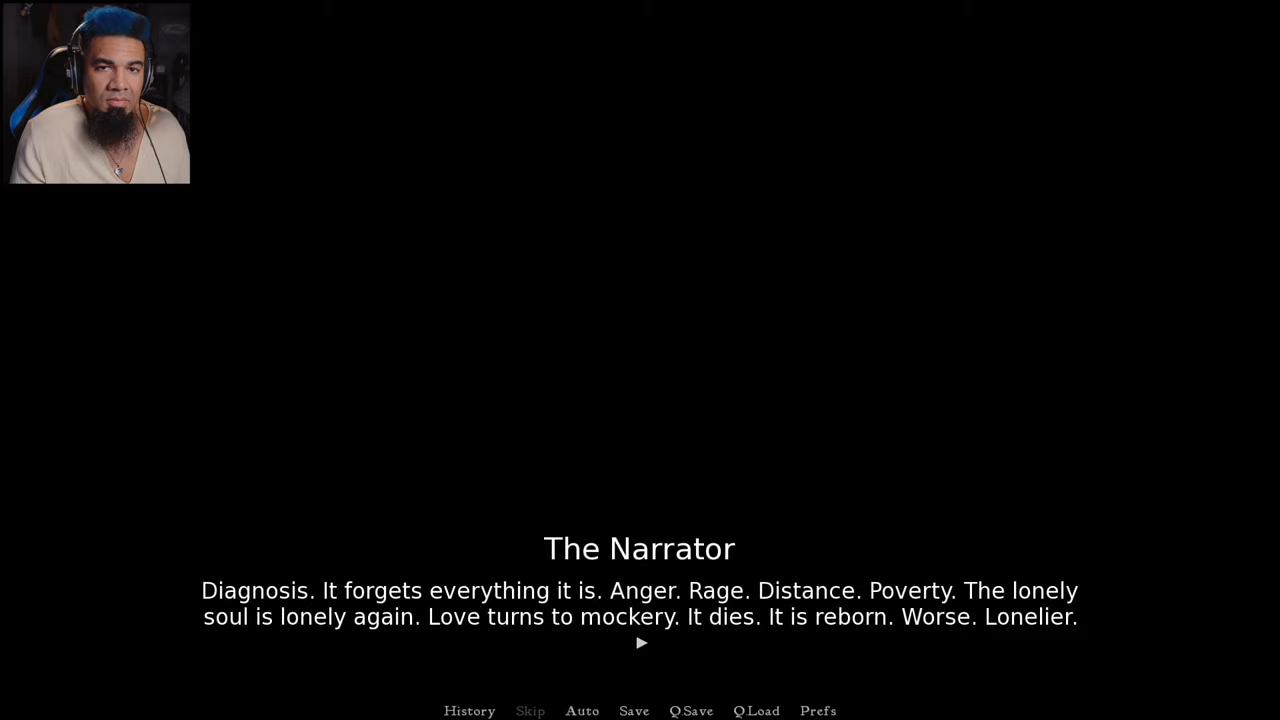 The Narrator
Diagnosis. It forgets everything it is. Anger. Rage. Distance. Poverty. The lonely
soul is lonely again. Love turns to mockery. It dies. It is reborn. Worse. Lonelier.
History Skip Auto Save Q.Save Q.Load Prefs